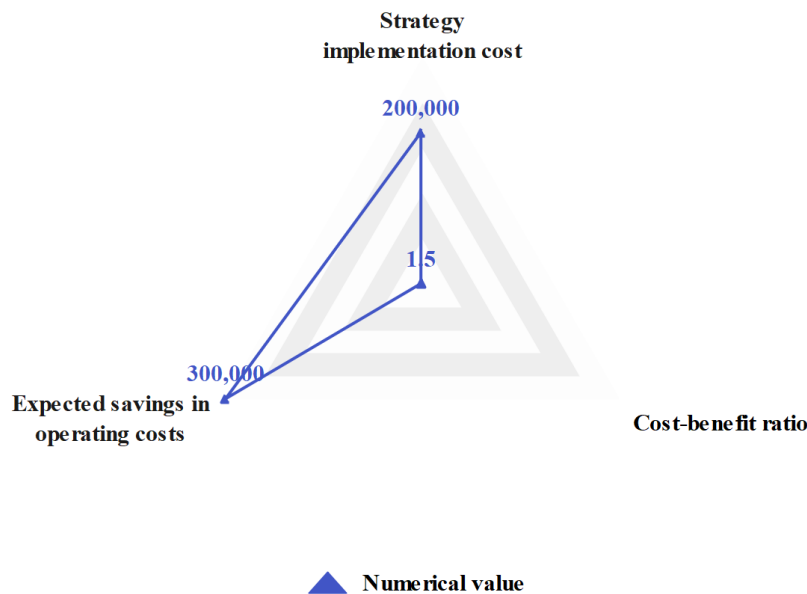 Strategy
implementation cost
200,000
1.5
300,000
Expected savings in
operating costs
Cost-benefit ratio
Numerical value